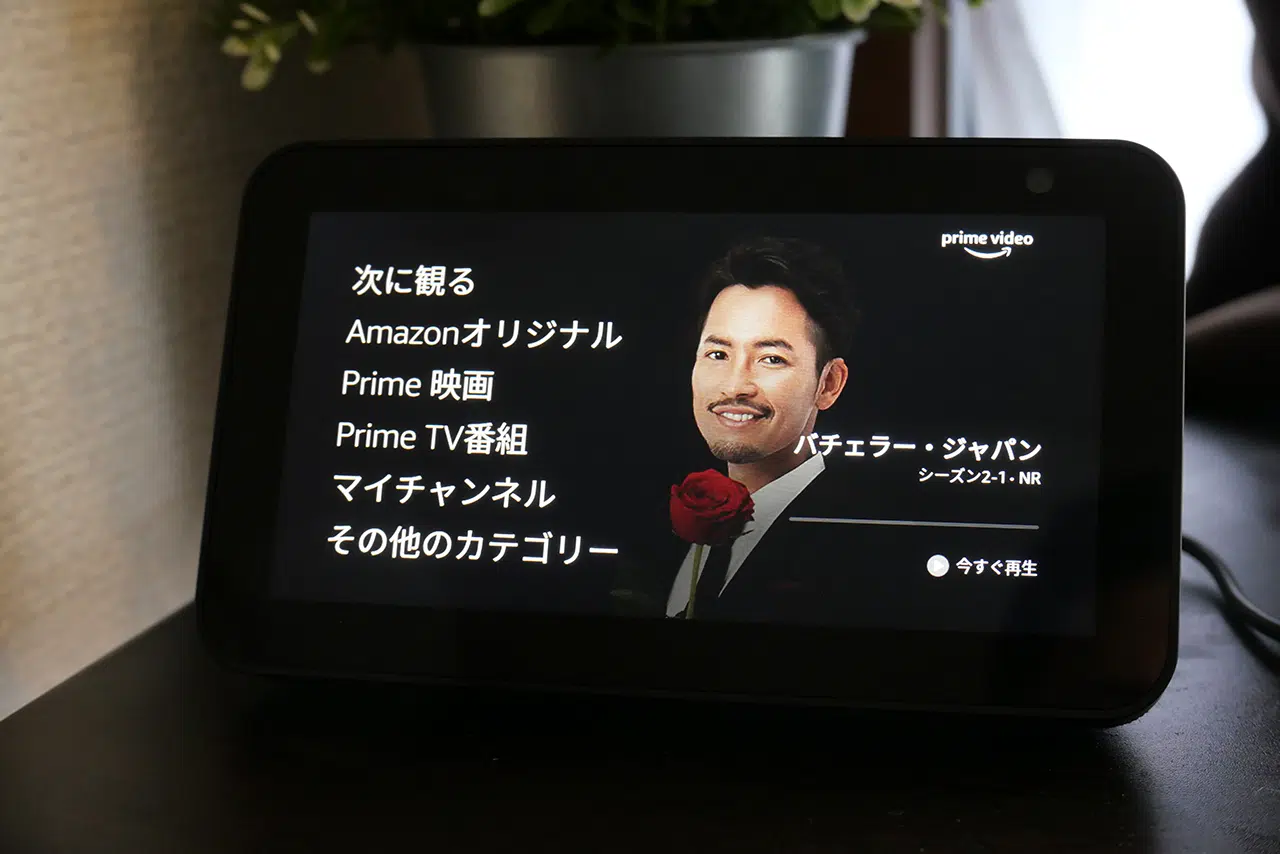 prime video
次に観る
Amazonオリジナル
Prime 映画
Prime TV番組
マイチャンネル
その他のカテゴリー
バチェラー・ジャパン
シーズン2-1・NR
今すぐ再生